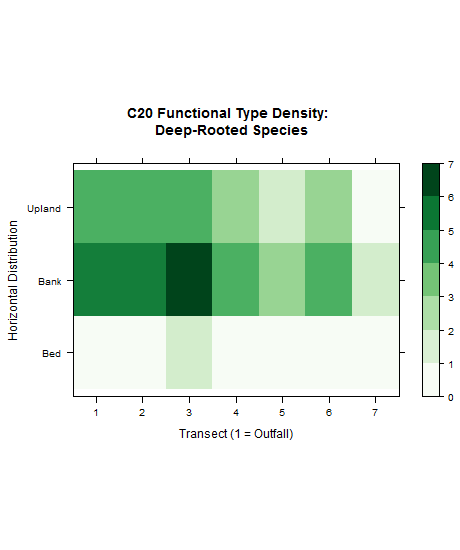 C20 Functional Type Density:
Deep-Rooted Species
Horizontal Distribution
Upland
Bank
Bed
1 2 3 4 5 6 7
Transect (1 = Outfall)
7
6
5
4
3
2
1
0